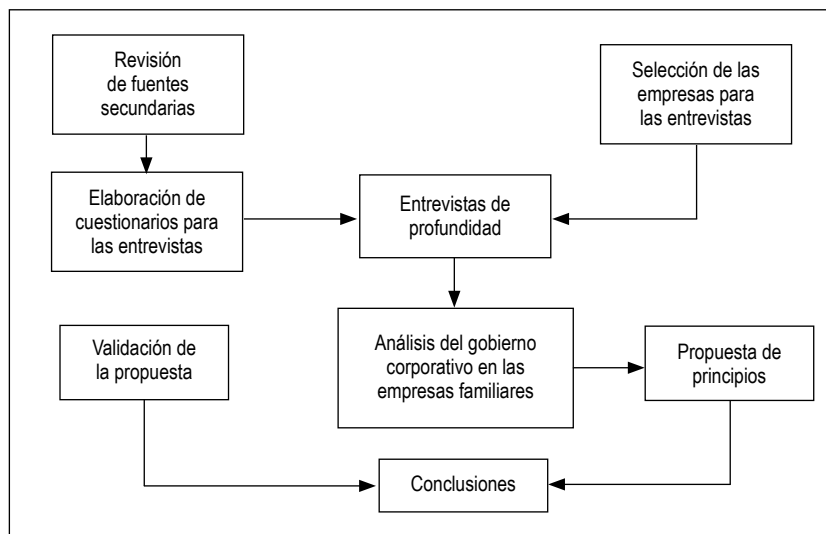 Revisión
de fuentes
secundarias
Selección de las
empresas para
las entrevistas
Elaboración de
cuestionarios para
las entrevistas
Entrevistas de
profundidad
Validación de
la propuesta
Análisis del gobierno
corporativo en las
empresas familiares
Propuesta de
principios
Conclusiones